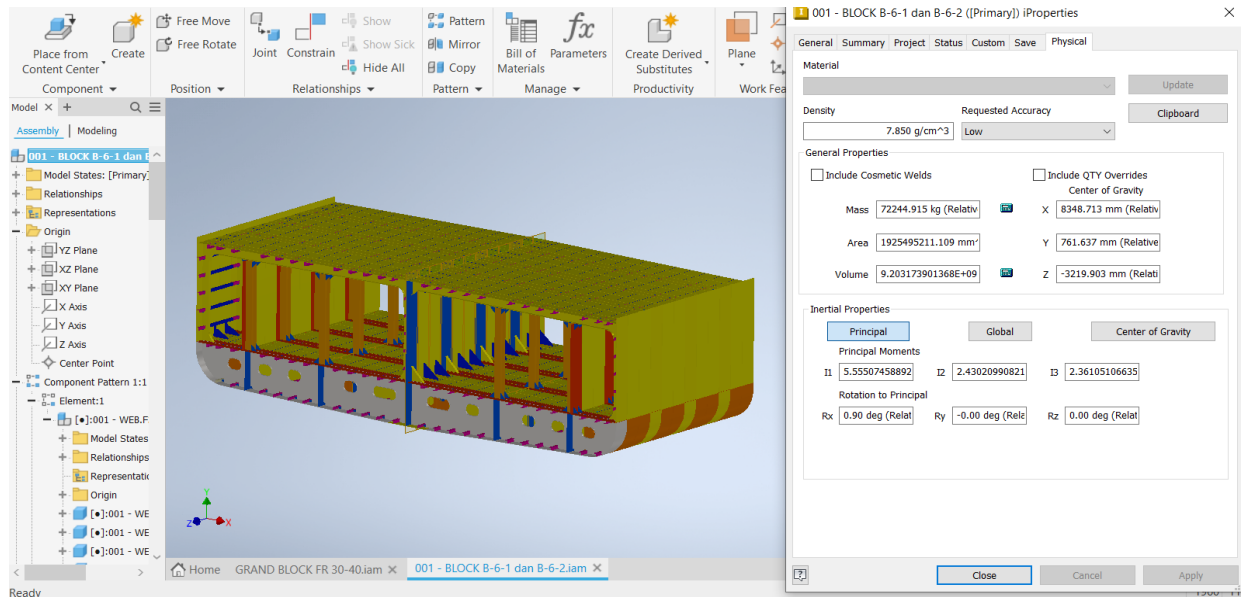 Place from
Content Center
Create
Component
Free Move
Free Rotate
Position
Joint
Constrain
Show
Show Sick
Hide All
Relationships
Pattern
Mirror
Copy
Pattern
Bill of
Materials
fx
Parameters
Manage
Create Derived
Substitutes
Productivity
Plane
Work Fea
Model × +
Assembly | Modeling
001 - BLOCK B-6-1 dan B
Model States: [Primary]
Relationships
Representations
Origin
YZ Plane
XZ Plane
XY Plane
X Axis
Y Axis
Z Axis
Center Point
Component Pattern 1:1
Element:1
[•]:001 - WEB.F
Model States
Relationships
Representatio
Origin
[•]:001 - WE
[•]:001 - WE
[•]:001 - WE
Y
Z X
Home GRAND BLOCK FR 30-40.iam × 001 - BLOCK B-6-1 dan B-6-2.iam ×
Ready
001 - BLOCK B-6-1 dan B-6-2 ([Primary]) iProperties
General Summary Project Status Custom Save Physical
Material
Update
Density Requested Accuracy
Clipboard
7.850 g/cm^3 Low
General Properties
Include Cosmetic Welds Include QTY Overrides
Center of Gravity
Mass 72244.915 kg (Relativ X 8348.713 mm (Relativ
Area 1925495211.109 mm^ Y 761.637 mm (Relative
Volume 9.203173901368E+09 Z -3219.903 mm (Relati
Inertial Properties
Principal Global Center of Gravity
Principal Moments
I1 5.55507458892 I2 2.43020990821 I3 2.36105106635
Rotation to Principal
Rx 0.90 deg (Relat Ry -0.00 deg (Rela Rz 0.00 deg (Relat
Close Cancel Apply